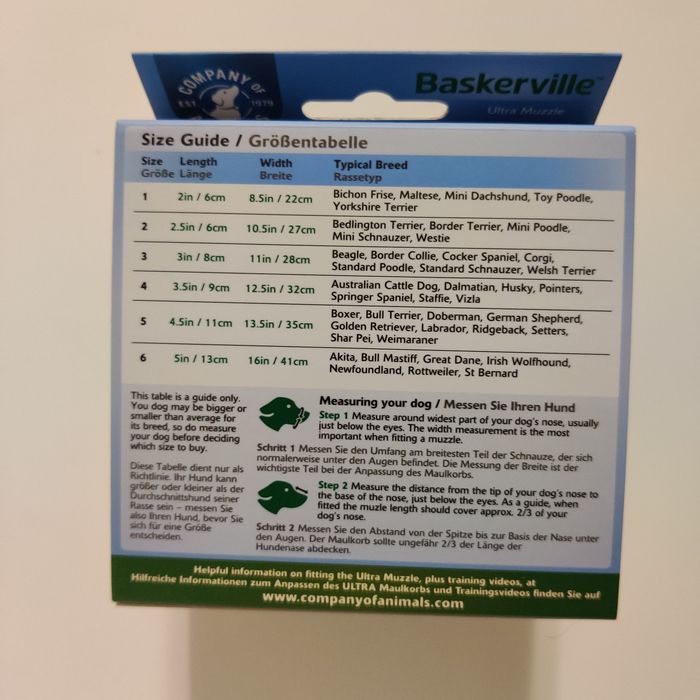 COMPANY OF
EST. 1979
Baskerville™
Ultra Muzzle
Size Guide / Größentabelle
Size Length Width Typical Breed
Größe Länge Breite Rassetyp
1 2in / 6cm 8.5in / 22cm Bichon Frise, Maltese, Mini Dachshund, Toy Poodle,
Yorkshire Terrier
2 2.5in / 6cm 10.5in / 27cm Bedlington Terrier, Border Terrier, Mini Poodle,
Mini Schnauzer, Westie
3 3in / 8cm 11in / 28cm Beagle, Border Collie, Cocker Spaniel, Corgi,
Standard Poodle, Standard Schnauzer, Welsh Terrier
4 3.5in / 9cm 12.5in / 32cm Australian Cattle Dog, Dalmatian, Husky, Pointers,
Springer Spaniel, Staffie, Vizla
5 4.5in / 11cm 13.5in / 35cm Boxer, Bull Terrier, Doberman, German Shepherd,
Golden Retriever, Labrador, Ridgeback, Setters,
Shar Pei, Weimaraner
6 5in / 13cm 16in / 41cm Akita, Bull Mastiff, Great Dane, Irish Wolfhound,
Newfoundland, Rottweiler, St Bernard
This table is a guide only.
You dog may be bigger or
smaller than average for
its breed, so do measure
your dog before deciding
which size to buy.
Diese Tabelle dient nur als
Richtlinie. Ihr Hund kann
größer oder kleiner als der
Durchschnittshund seiner
Rasse sein – messen Sie
also Ihren Hund, bevor Sie
sich für eine Größe
entscheiden.
Measuring your dog / Messen Sie Ihren Hund
Step 1 Measure around widest part of your dog's nose, usually
just below the eyes. The width measurement is the most
important when fitting a muzzle.
Schritt 1 Messen Sie den Umfang am breitesten Teil der Schnauze, der sich
normalerweise unter den Augen befindet. Die Messung der Breite ist der
wichtigste Teil bei der Anpassung des Maulkorbs.
Step 2 Measure the distance from the tip of your dog's nose to
the base of the nose, just below the eyes. As a guide, when
fitted the muzle length should cover approx. 2/3 of your
dog's nose.
Schritt 2 Messen Sie den Abstand von der Spitze bis zur Basis der Nase unter
den Augen. Der Maulkorb sollte ungefähr 2/3 der Länge der
Hundenase abdecken.
Helpful information on fitting the Ultra Muzzle, plus training videos, at
Hilfreiche Informationen zum Anpassen des ULTRA Maulkorbs und Trainingsvideos finden Sie auf
www.companyofanimals.com